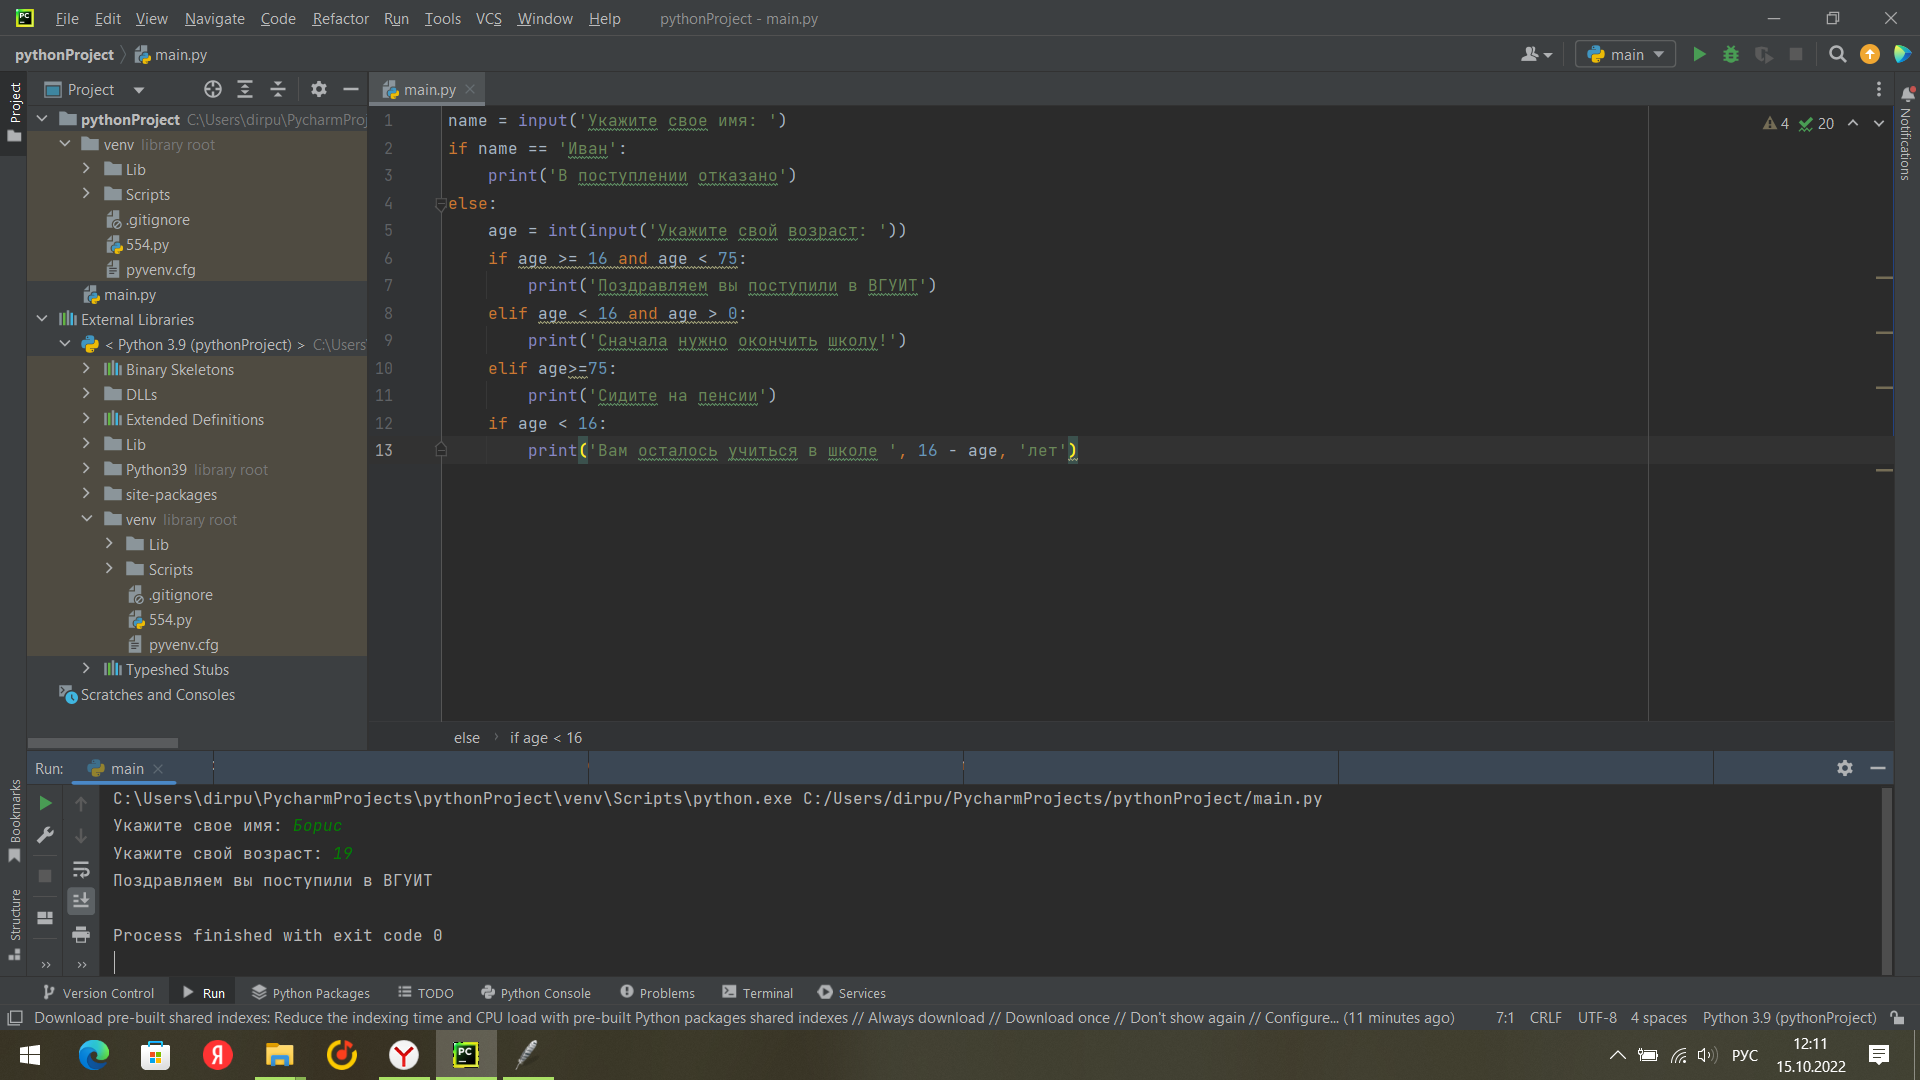 File Edit View Navigate Code Refactor Run Tools VCS Window Help pythonProject - main.py
pythonProject main.py main
Project main.py
Project
Notifications
pythonProject C:\Users\dirpu\PycharmProj
venv library root
Lib
Scripts
.gitignore
554.py
pyvenv.cfg
main.py
External Libraries
< Python 3.9 (pythonProject) > C:\Users\
Binary Skeletons
DLLs
Extended Definitions
Lib
Python39 library root
site-packages
venv library root
Lib
Scripts
.gitignore
554.py
pyvenv.cfg
Typeshed Stubs
Scratches and Consoles
4 20
1 name = input('Укажите свое имя: ')
2 if name == 'Иван':
3 print('В поступлении отказано')
4 else:
5 age = int(input('Укажите свой возраст: '))
6 if age >= 16 and age < 75:
7 print('Поздравляем вы поступили в ВГУИТ')
8 elif age < 16 and age > 0:
9 print('Сначала нужно окончить школу!')
10 elif age>=75:
11 print('Сидите на пенсии')
12 if age < 16:
13 print('Вам осталось учиться в школе ', 16 - age, 'лет')
else if age < 16
Run: main
Bookmarks
Structure
C:\Users\dirpu\PycharmProjects\pythonProject\venv\Scripts\python.exe C:/Users/dirpu/PycharmProjects/pythonProject/main.py
Укажите свое имя: Борис
Укажите свой возраст: 19
Поздравляем вы поступили в ВГУИТ
Process finished with exit code 0
Version Control Run Python Packages TODO Python Console Problems Terminal Services
Download pre-built shared indexes: Reduce the indexing time and CPU load with pre-built Python packages shared indexes // Always download // Download once // Don't show again // Configure... (11 minutes ago) 7:1 CRLF UTF-8 4 spaces Python 3.9 (pythonProject)
РУС
12:11
15.10.2022